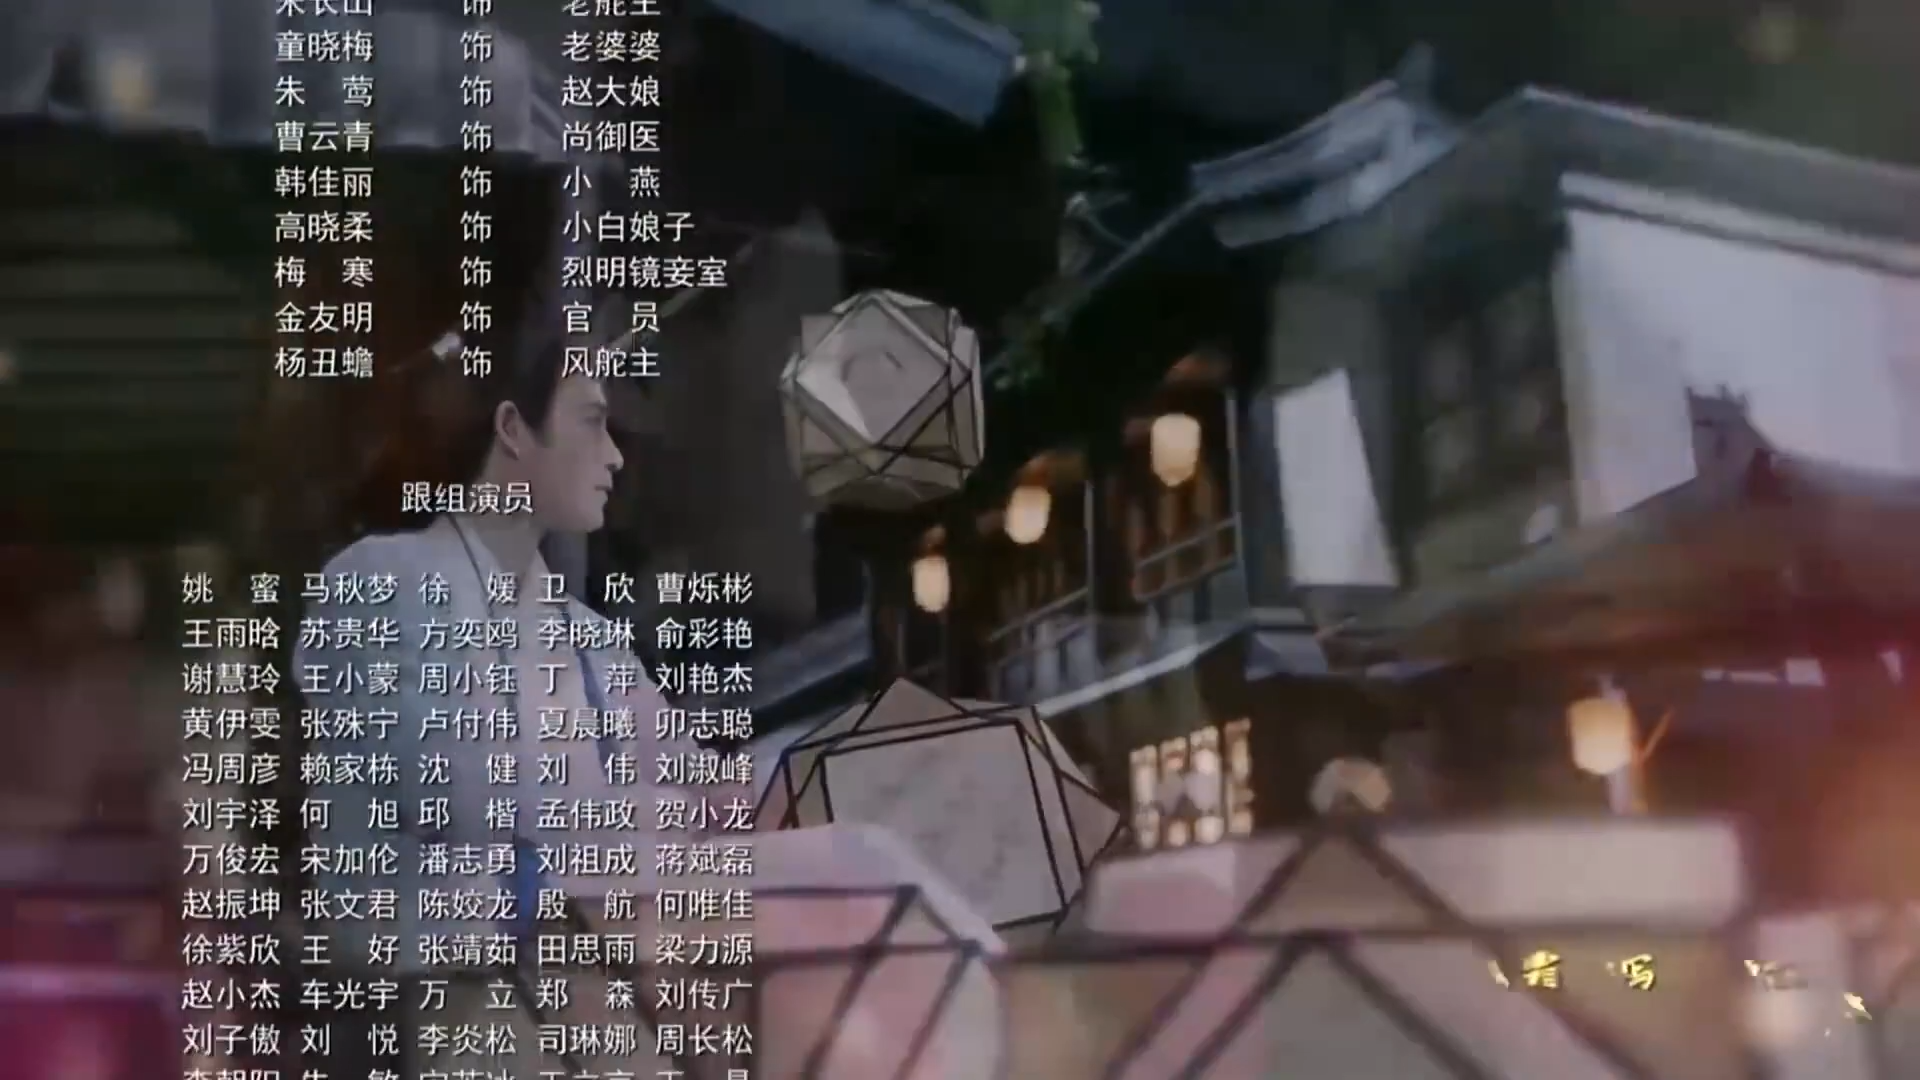 童晓梅 饰 老婆婆
朱 莺 饰 赵大娘
曹云青 饰 尚御医
韩佳丽 饰 小 燕
高晓柔 饰 小白娘子
梅 寒 饰 烈明镜妾室
金友明 饰 官 员
杨丑蟾 饰 风舵主
跟组演员
姚 蜜 马秋梦 徐 媛 卫 欣 曹烁彬
王雨晗 苏贵华 方奕鸥 李晓琳 俞彩艳
谢慧玲 王小蒙 周小钰 丁 萍 刘艳杰
黄伊雯 张殊宁 卢付伟 夏晨曦 卯志聪
冯周彦 赖家栋 沈 健 刘 伟 刘淑峰
刘宇泽 何 旭 邱 楷 孟伟政 贺小龙
万俊宏 宋加伦 潘志勇 刘祖成 蒋斌磊
赵振坤 张文君 陈姣龙 殷 航 何唯佳
徐紫欣 王 好 张靖茹 田思雨 梁力源
赵小杰 车光宇 万 立 郑 森 刘传广
刘子傲 刘 悦 李炎松 司琳娜 周长松
写